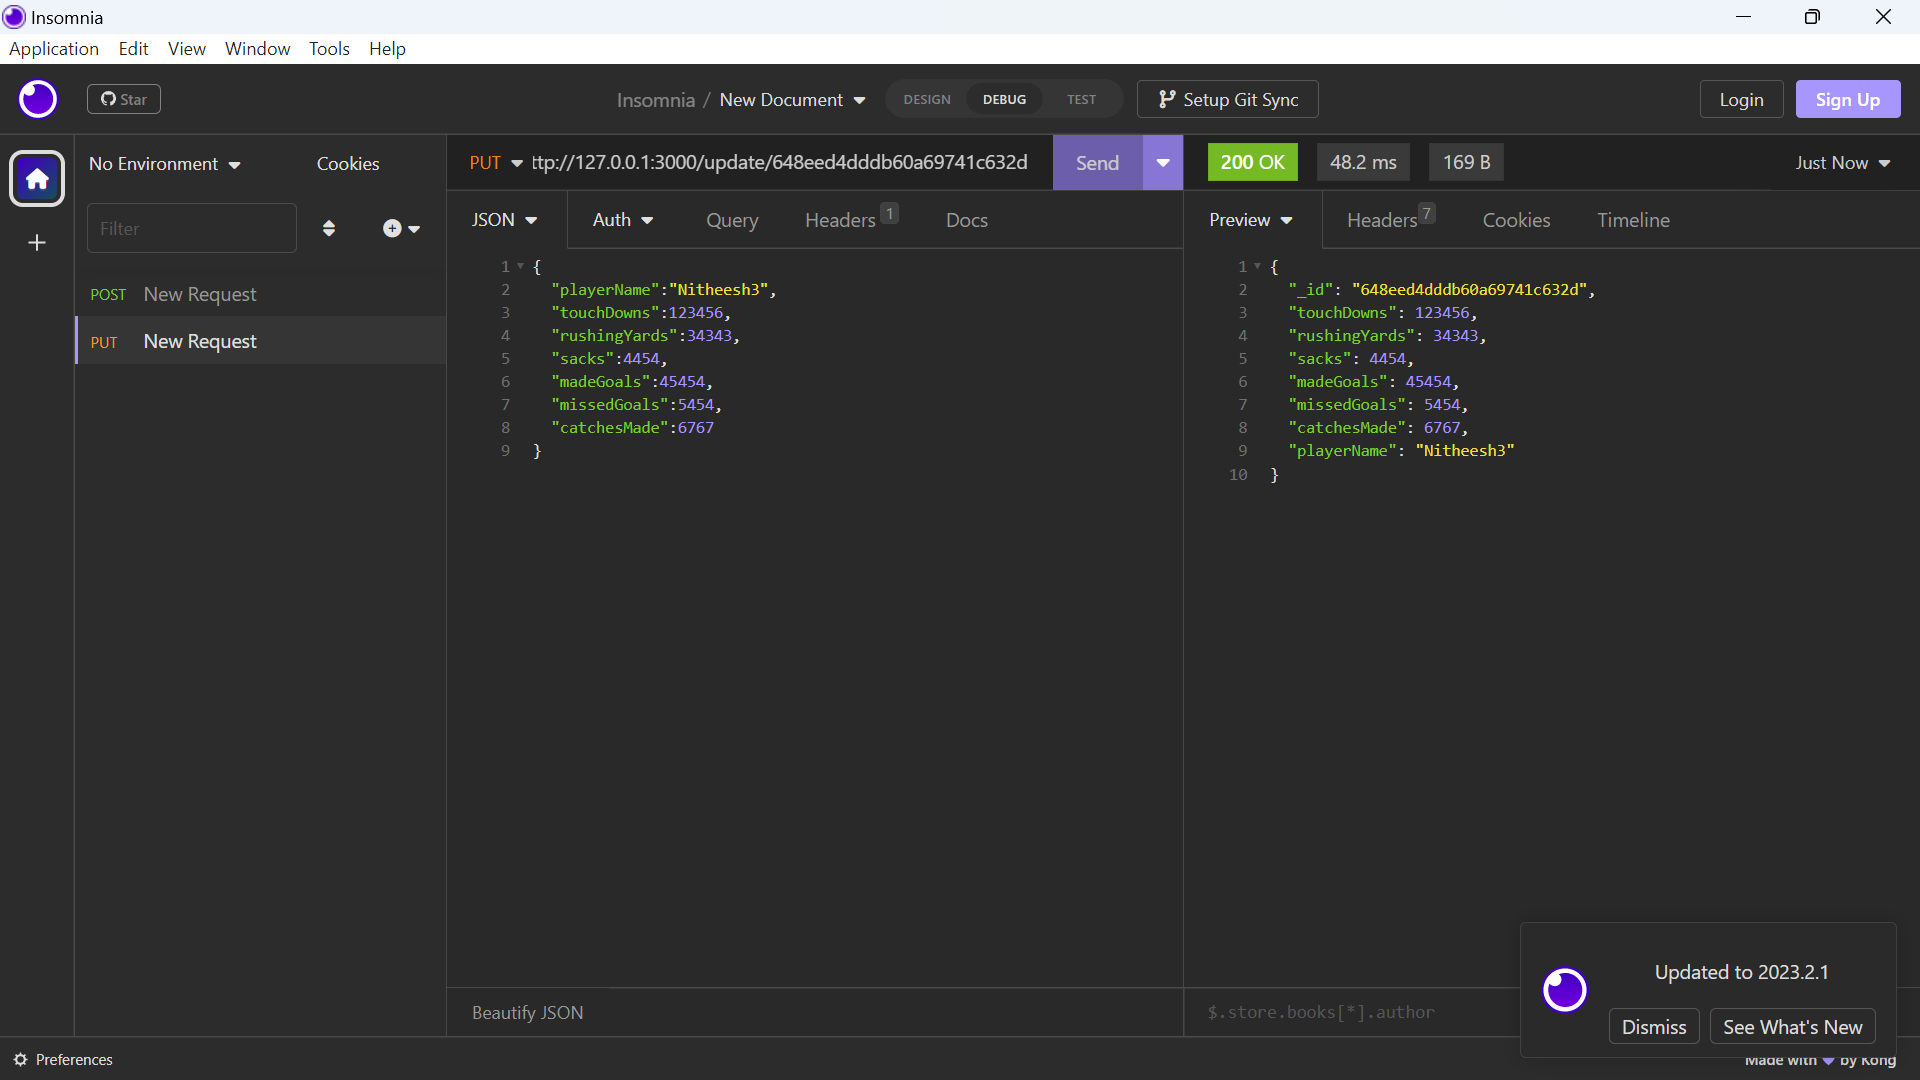 Insomnia
Application Edit View Window Tools Help
Star
Insomnia / New Document
DESIGN DEBUG TEST
Setup Git Sync
Login
Sign Up
No Environment
Cookies
Filter
POST New Request
PUT New Request
PUT ttp://127.0.0.1:3000/update/648eed4dddb60a69741c632d
Send
JSON Auth Query Headers 1 Docs
1 {
2 "playerName":"Nitheesh3",
3 "touchDowns":123456,
4 "rushingYards":34343,
5 "sacks":4454,
6 "madeGoals":45454,
7 "missedGoals":5454,
8 "catchesMade":6767
9 }
Beautify JSON
200 OK 48.2 ms 169 B
Just Now
Preview Headers 7 Cookies Timeline
1 {
2 "_id": "648eed4dddb60a69741c632d",
3 "touchDowns": 123456,
4 "rushingYards": 34343,
5 "sacks": 4454,
6 "madeGoals": 45454,
7 "missedGoals": 5454,
8 "catchesMade": 6767,
9 "playerName": "Nitheesh3"
10 }
$.store.books[*].author
Updated to 2023.2.1
Dismiss See What's New
Preferences
Made with by Kong